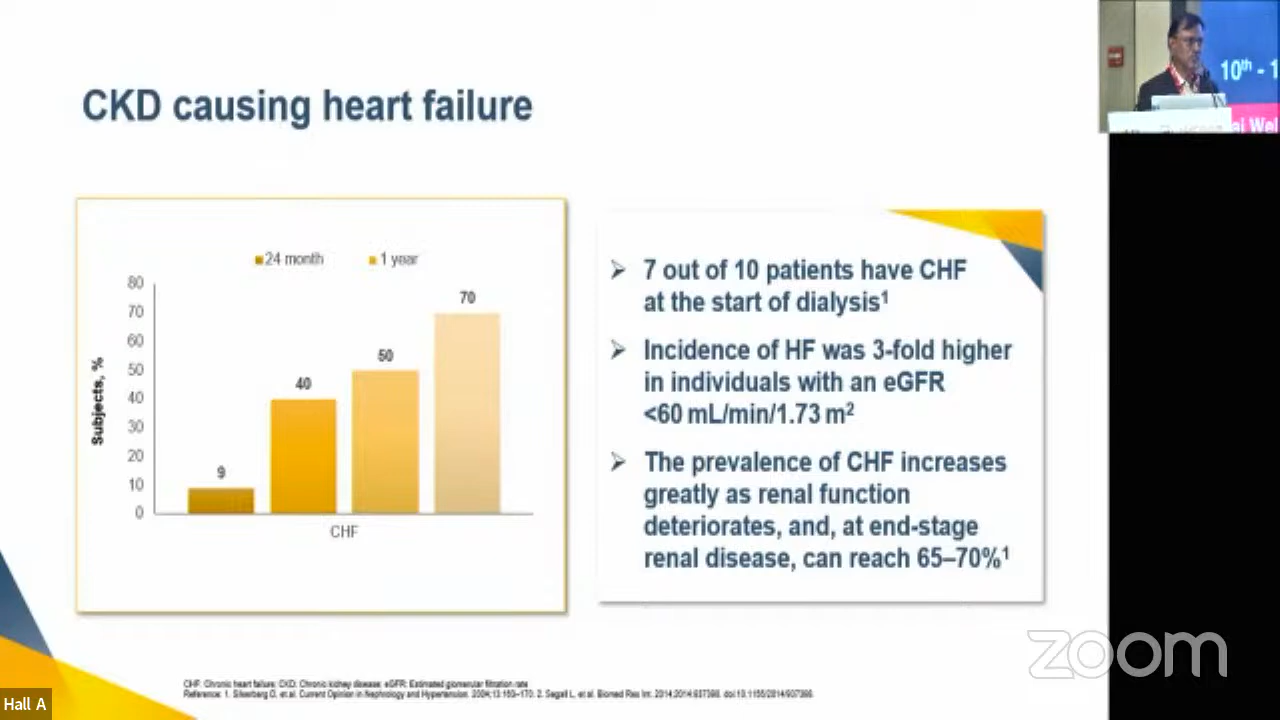 CKD causing heart failure
24 month
1 year
Subjects, %
80
70
60
50
40
30
20
10
0
9
40
50
70
CHF
➢ 7 out of 10 patients have CHF
at the start of dialysis¹
➢ Incidence of HF was 3-fold higher
in individuals with an eGFR
<60 mL/min/1.73 m²
➢ The prevalence of CHF increases
greatly as renal function
deteriorates, and, at end-stage
renal disease, can reach 65–70%¹
CHF: Chronic heart failure; CKD: Chronic kidney disease; eGFR: Estimated glomerular filtration rate
Reference: 1. Silverberg D, et al. Current Opinion in Nephrology and Hypertension. 2004;13:163–170. 2. Segall L, et al. Biomed Res Int. 2014;2014:937398. doi:10.1155/2014/937398.
Hall A
zoom
10th - 1
ai Wel